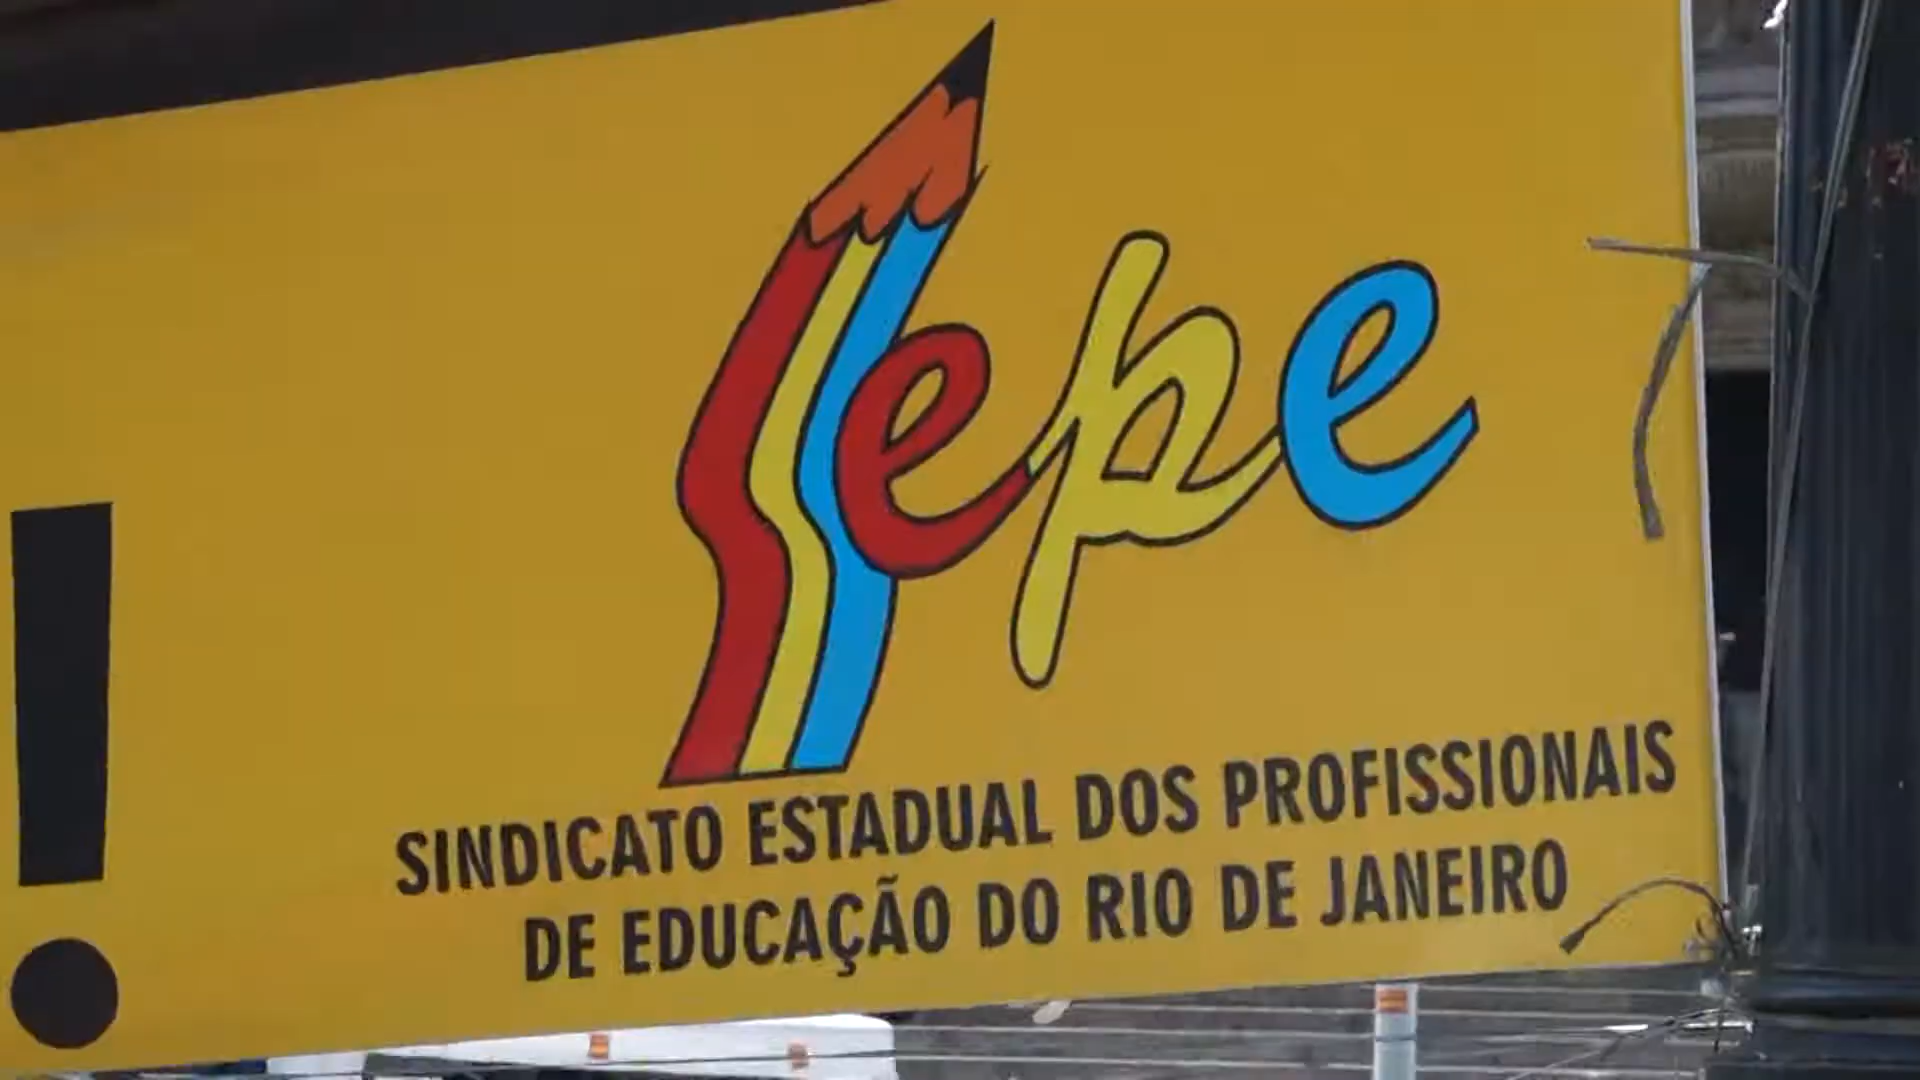 !
Sepe
SINDICATO ESTADUAL DOS PROFISSIONAIS
DE EDUCAÇÃO DO RIO DE JANEIRO